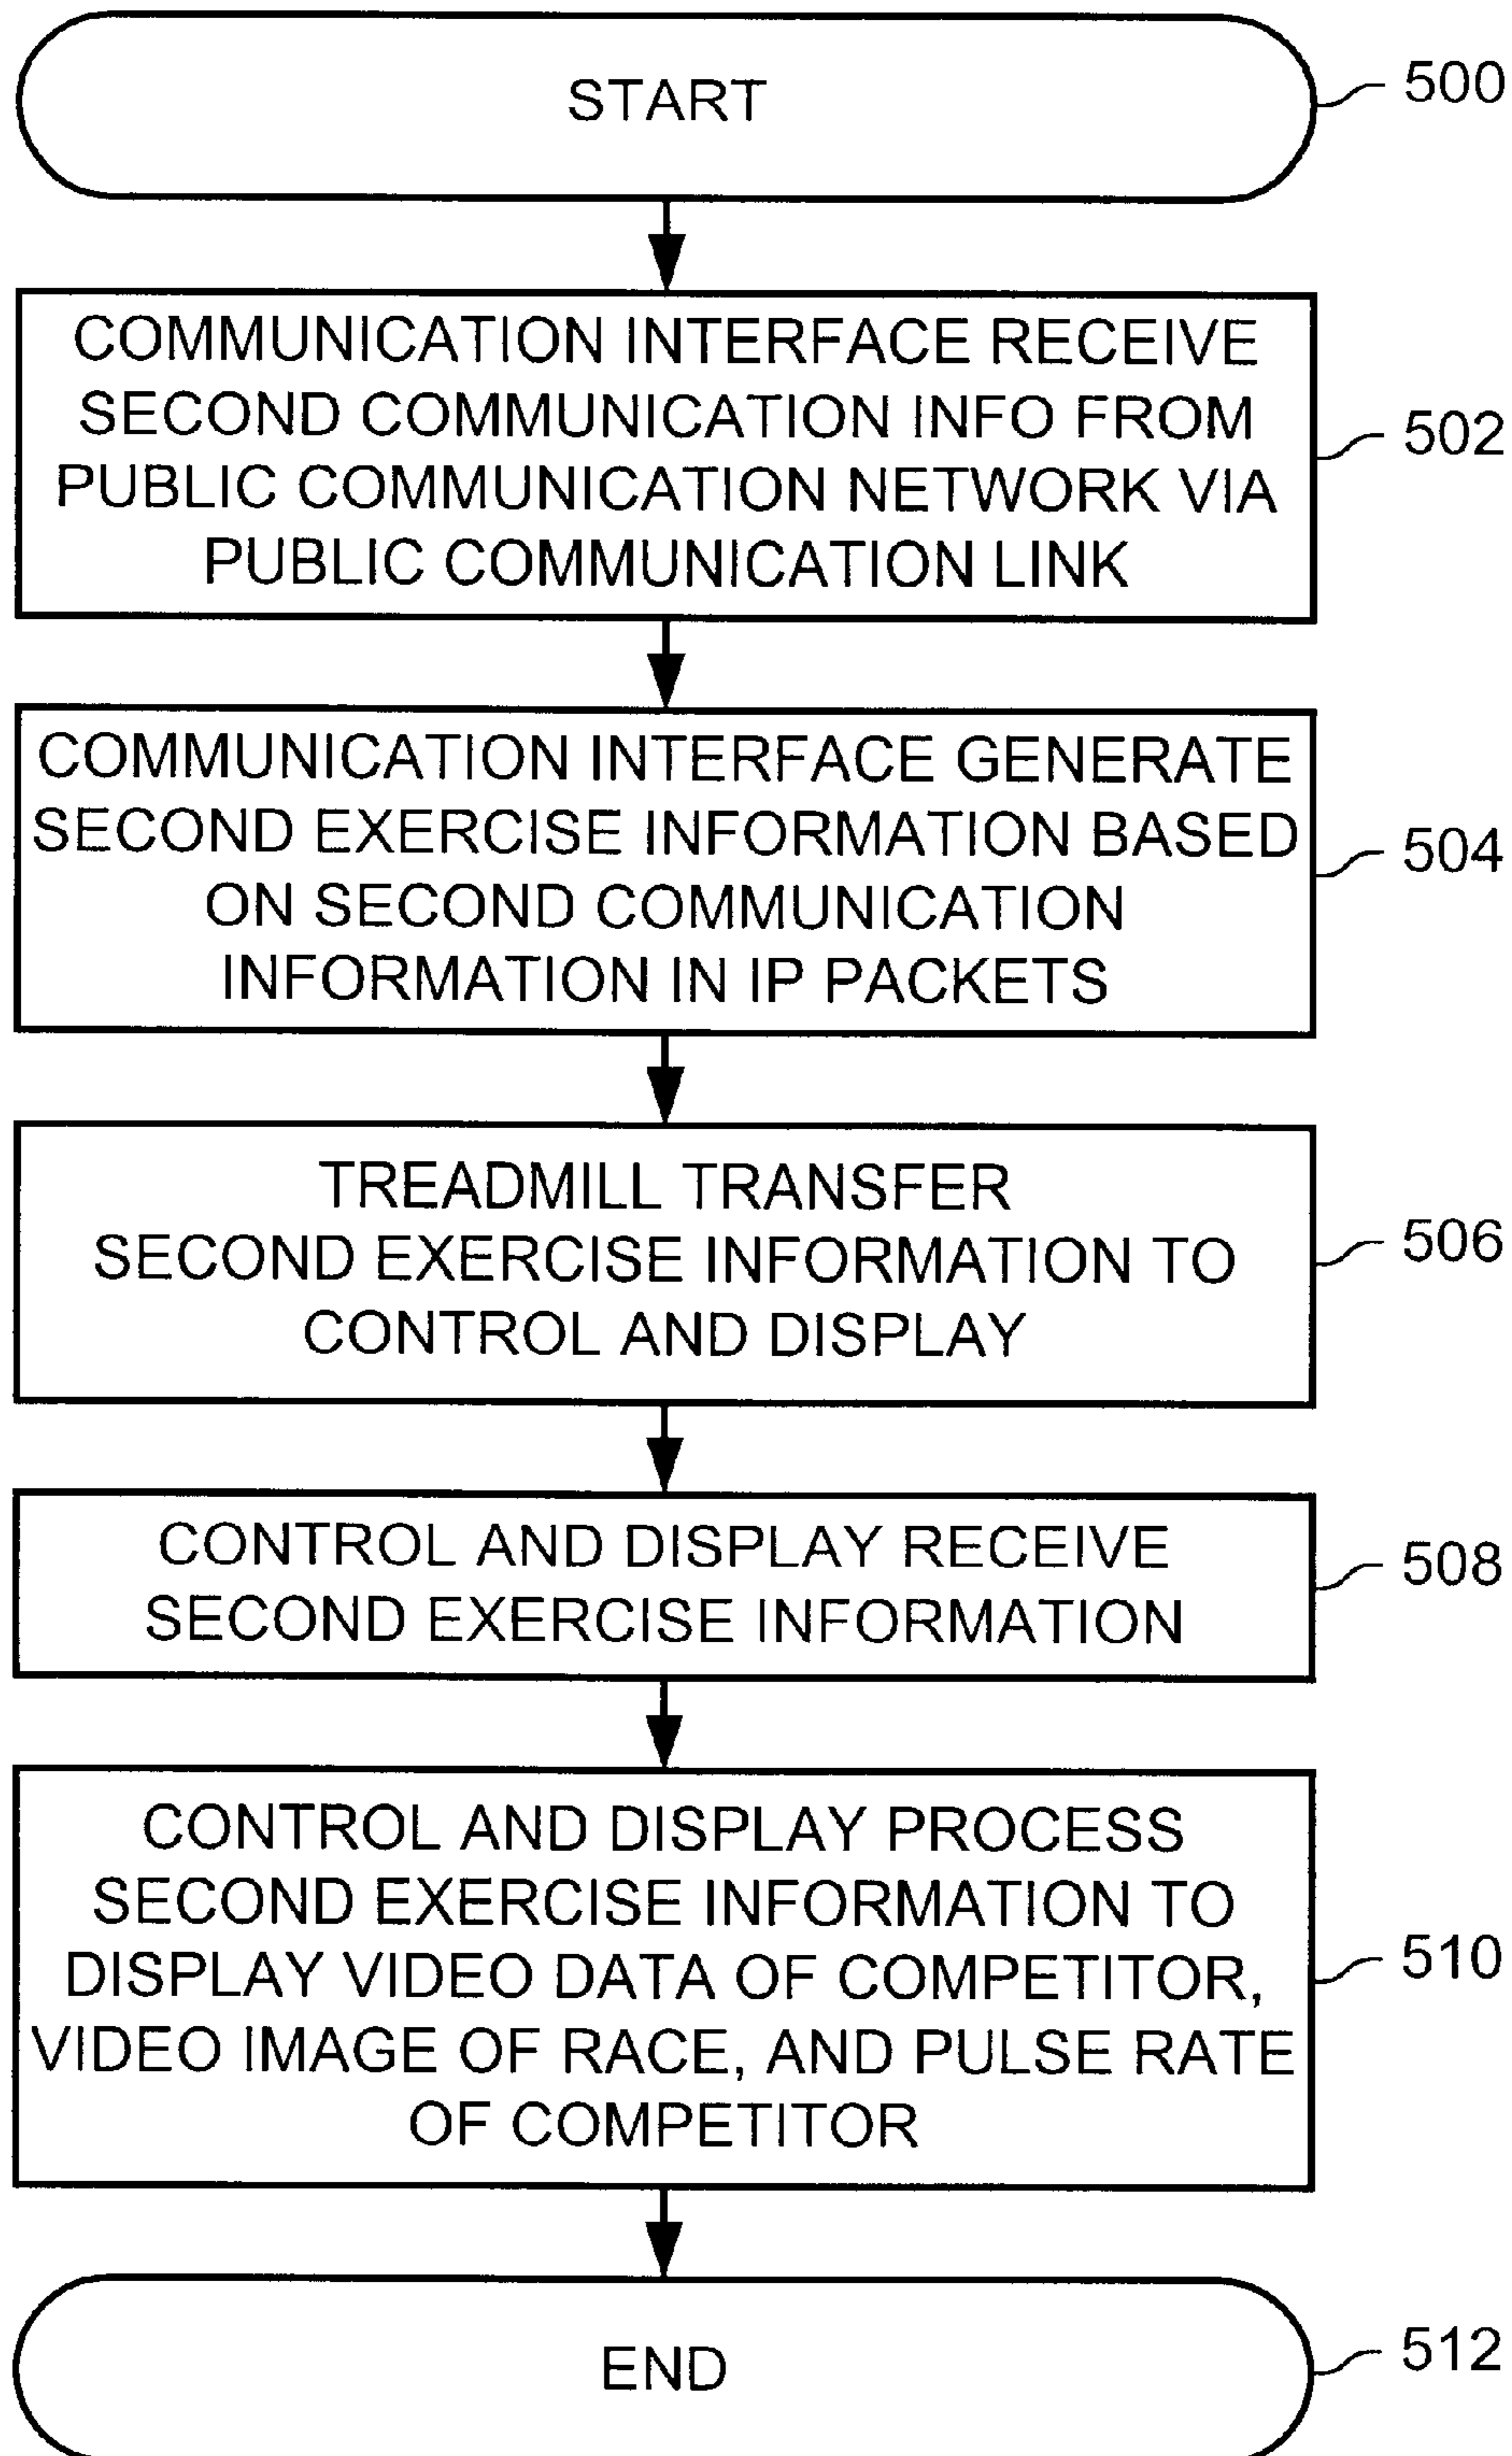 START
500
COMMUNICATION INTERFACE RECEIVE
SECOND COMMUNICATION INFO FROM
PUBLIC COMMUNICATION NETWORK VIA
PUBLIC COMMUNICATION LINK
502
COMMUNICATION INTERFACE GENERATE
SECOND EXERCISE INFORMATION BASED
ON SECOND COMMUNICATION
INFORMATION IN IP PACKETS
504
TREADMILL TRANSFER
SECOND EXERCISE INFORMATION TO
CONTROL AND DISPLAY
506
CONTROL AND DISPLAY RECEIVE
SECOND EXERCISE INFORMATION
508
CONTROL AND DISPLAY PROCESS
SECOND EXERCISE INFORMATION TO
DISPLAY VIDEO DATA OF COMPETITOR,
VIDEO IMAGE OF RACE, AND PULSE RATE
OF COMPETITOR
510
END
512